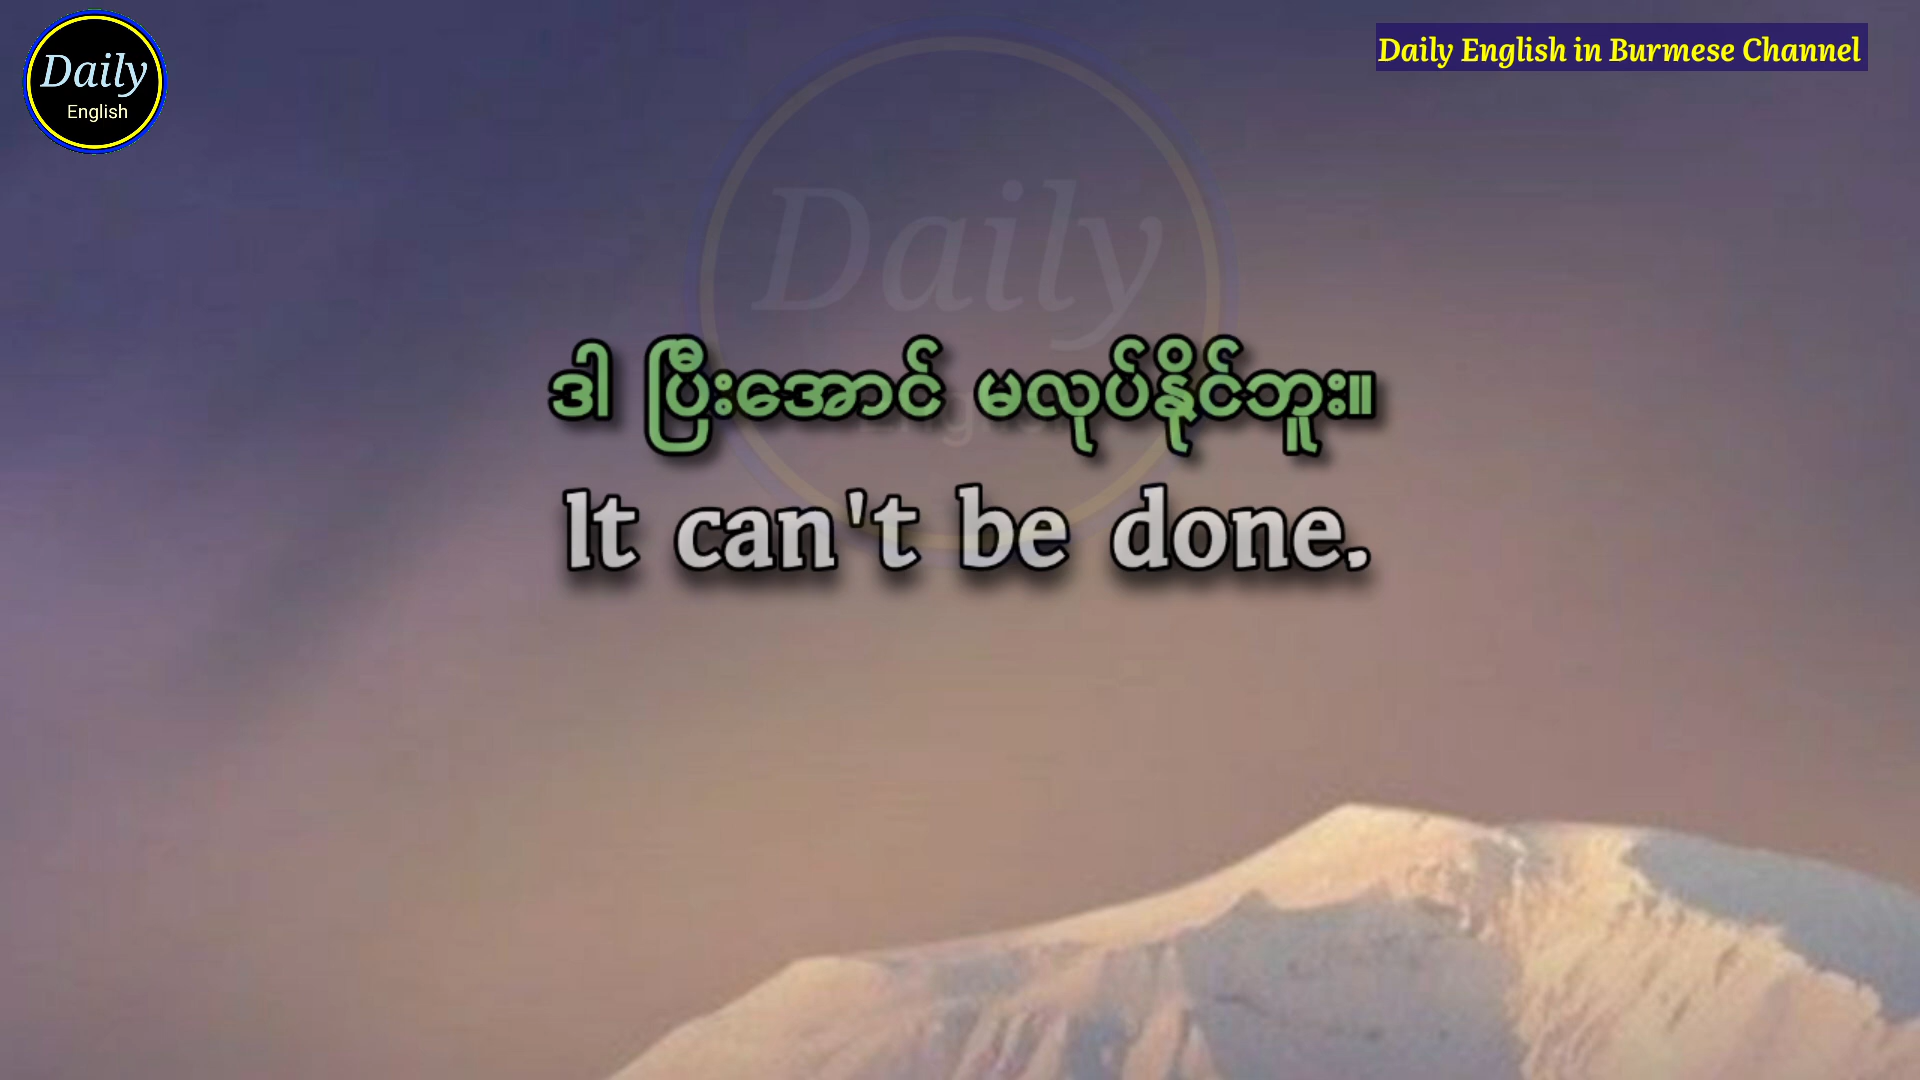 Daily
English
Daily English in Burmese Channel
Daily
ဒါ ပြီးအောင် မလုပ်နိုင်ဘူး။
It can't be done.